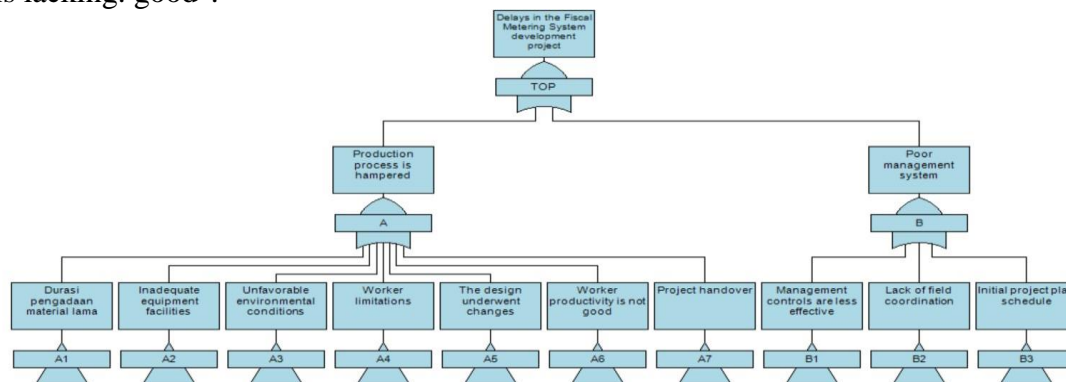 is lacking. good".
Delays in the Fiscal
Metering System
development
project
TOP
Production
process is
hampered
Poor
management
system
A
B
Durasi
pengadaan
material lama
Inadequate
equipment
facilities
Unfavorable
environmental
conditions
Worker
limitations
The design
underwent
changes
Worker
productivity is not
good
Project handover
Management
controls are less
effective
Lack of field
coordination
Initial project pla
schedule
A1
A2
A3
A4
A5
A6
A7
B1
B2
B3